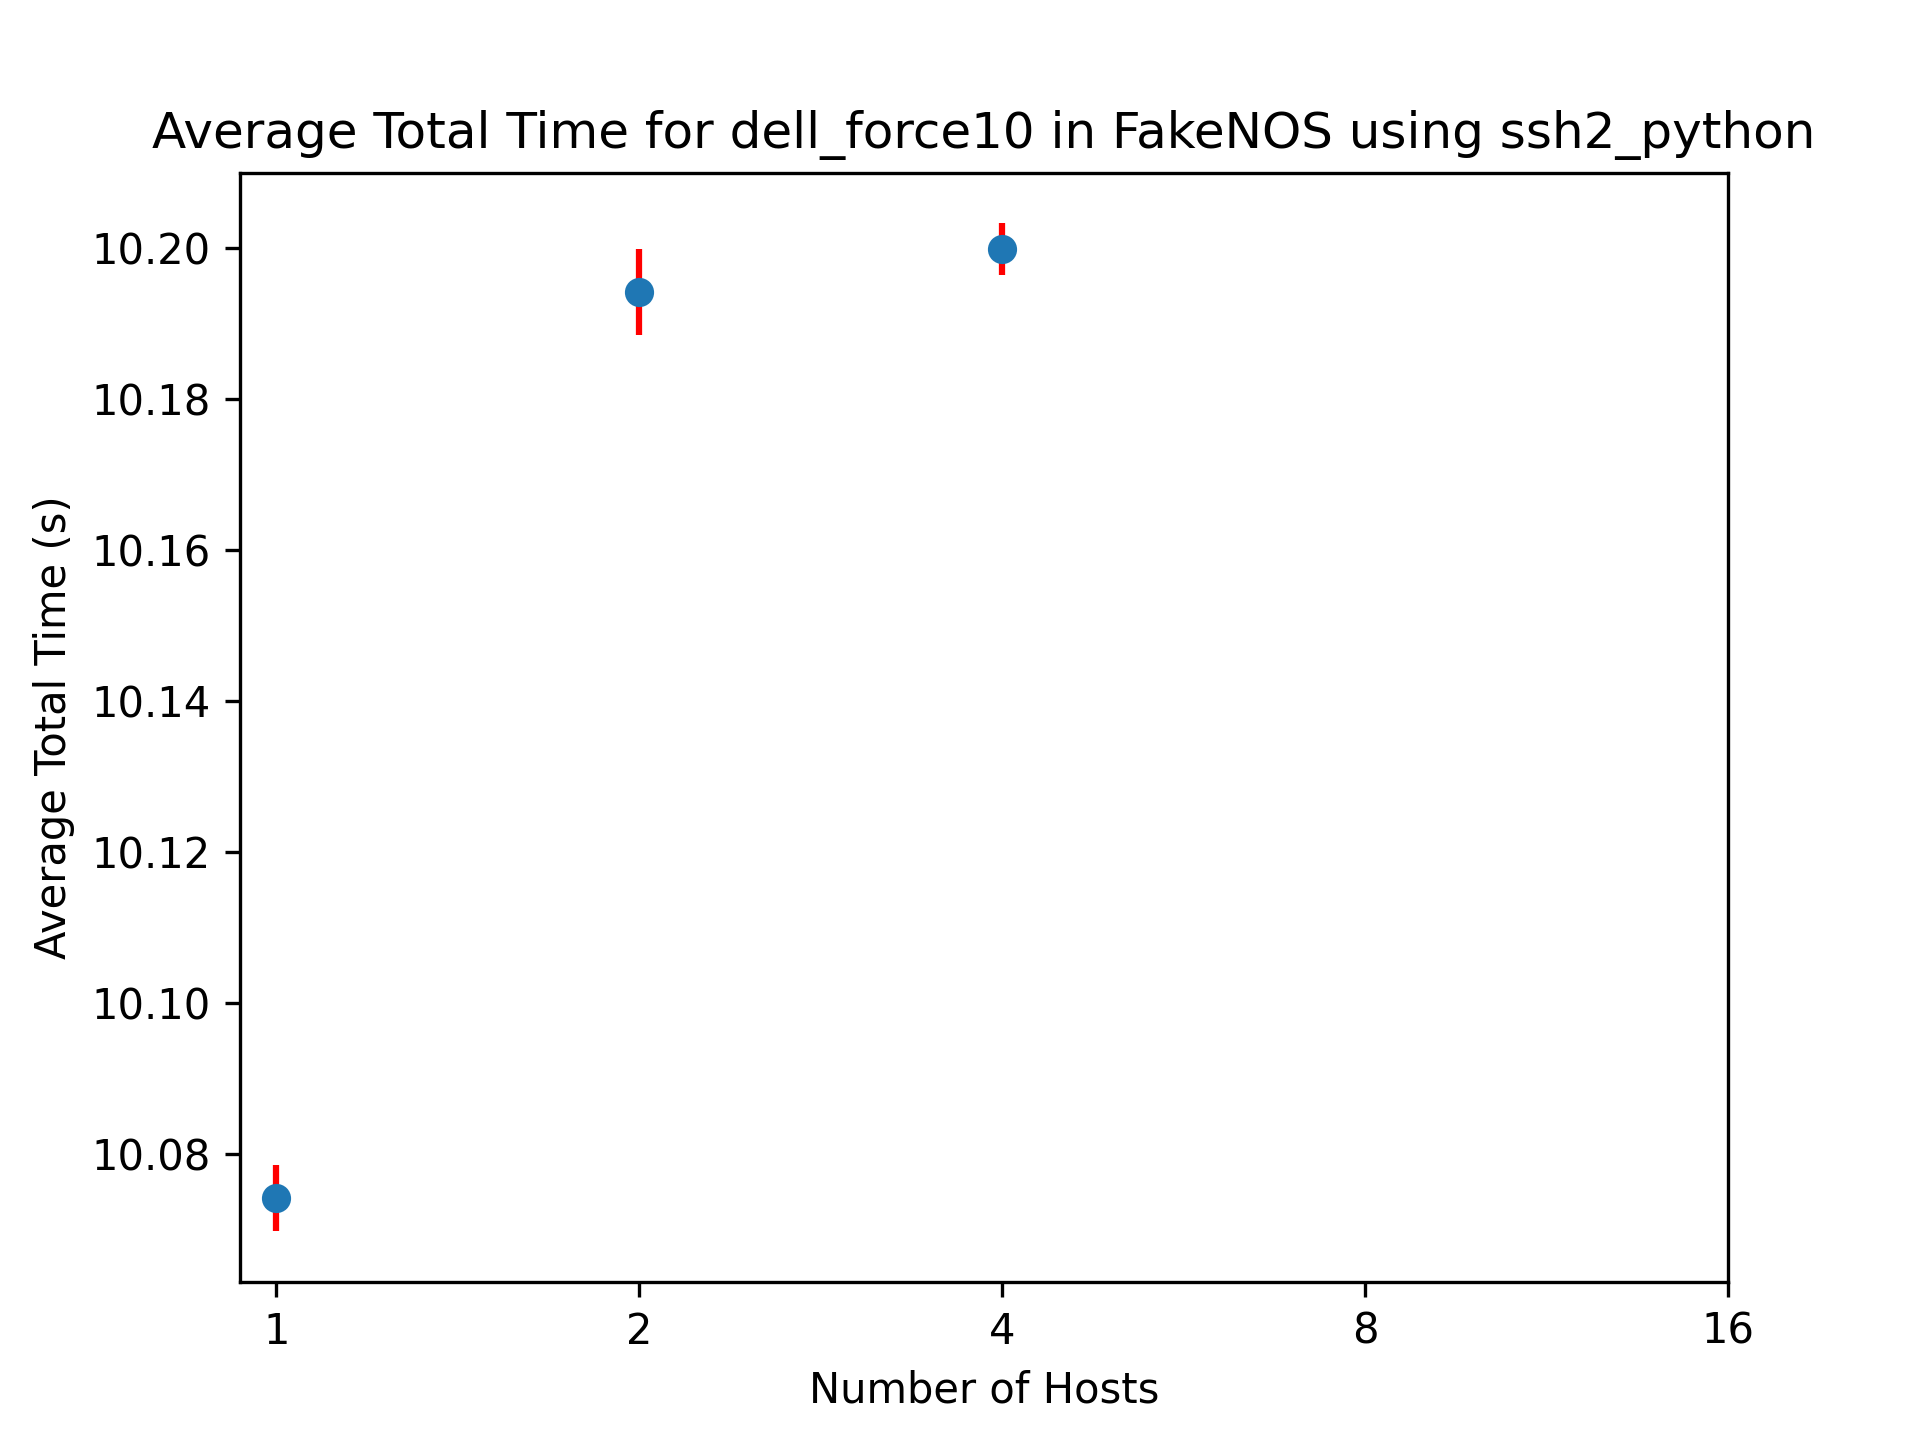 Average Total Time for dell_force10 in FakeNOS using ssh2_python
Average Total Time (s)
10.20
10.18
10.16
10.14
10.12
10.10
10.08
1 2 4 8 16
Number of Hosts